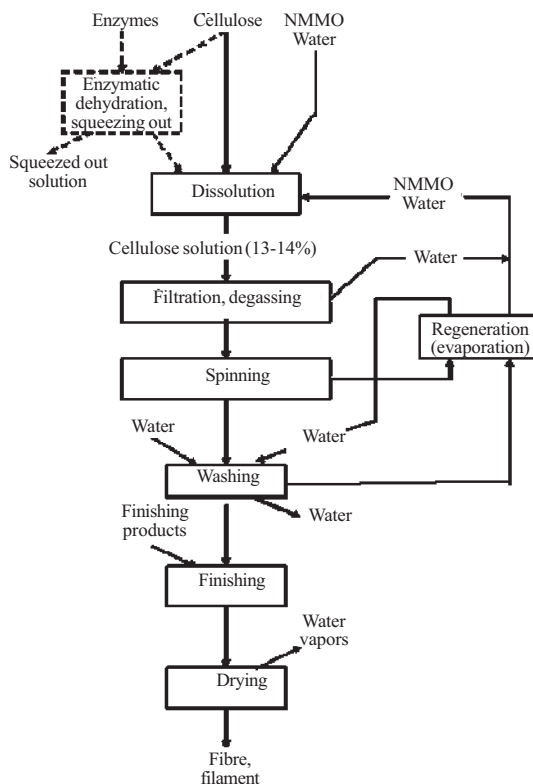 Enzymes
Cellulose
NMMO
Water
Enzymatic
dehydration,
squeezing out
Squeezed out
solution
Dissolution
NMMO
Water
Cellulose solution (13-14%)
Water
Filtration, degassing
Regeneration
(evaporation)
Spinning
Water
Water
Washing
Water
Finishing
products
Finishing
Water
vapors
Drying
Fibre,
filament